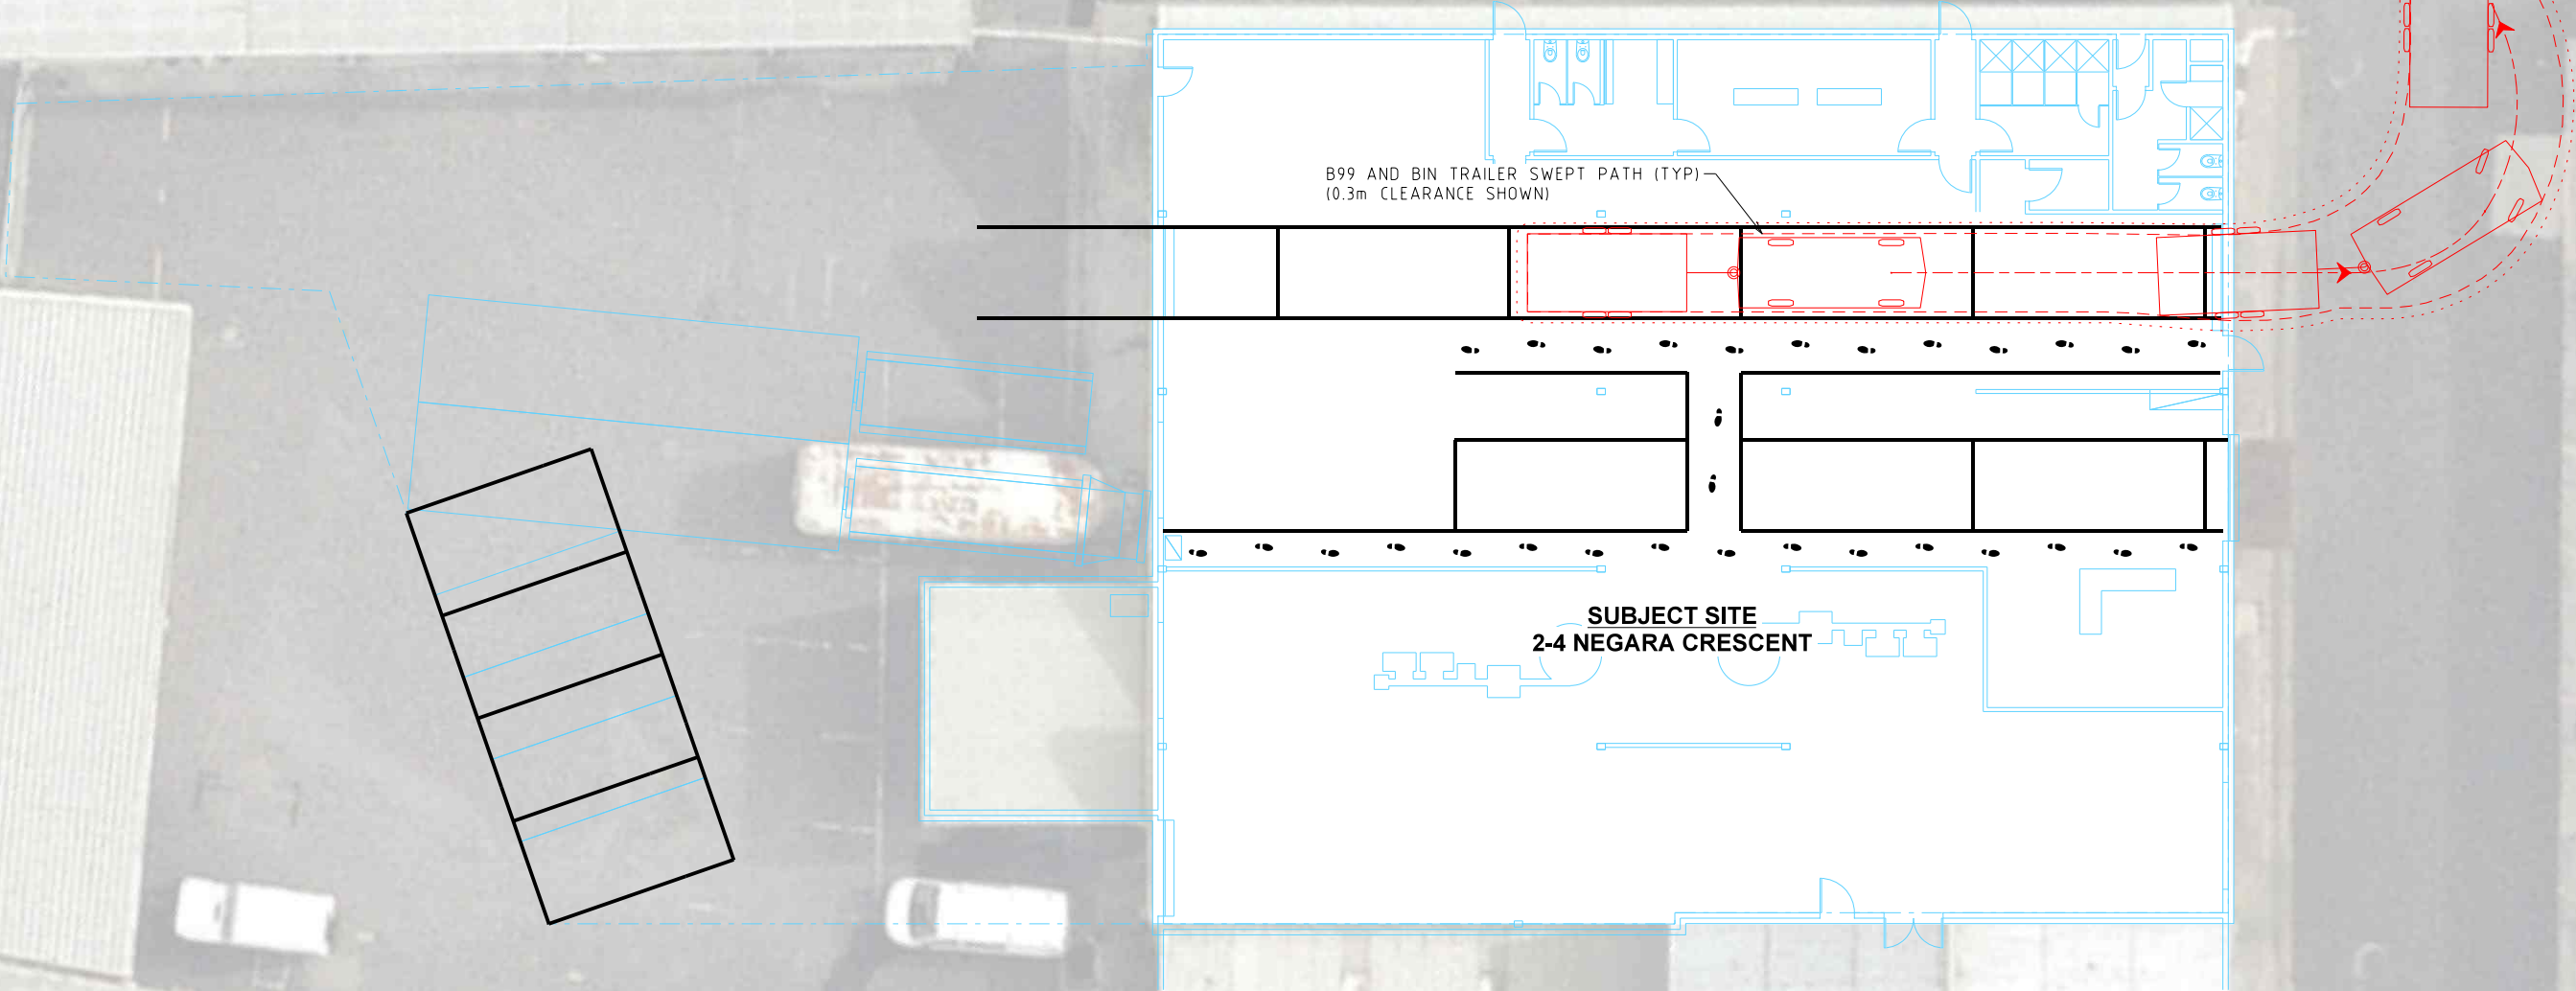 B99 AND BIN TRAILER SWEPT PATH (TYP)
(0.3m CLEARANCE SHOWN)
SUBJECT SITE
2-4 NEGARA CRESCENT